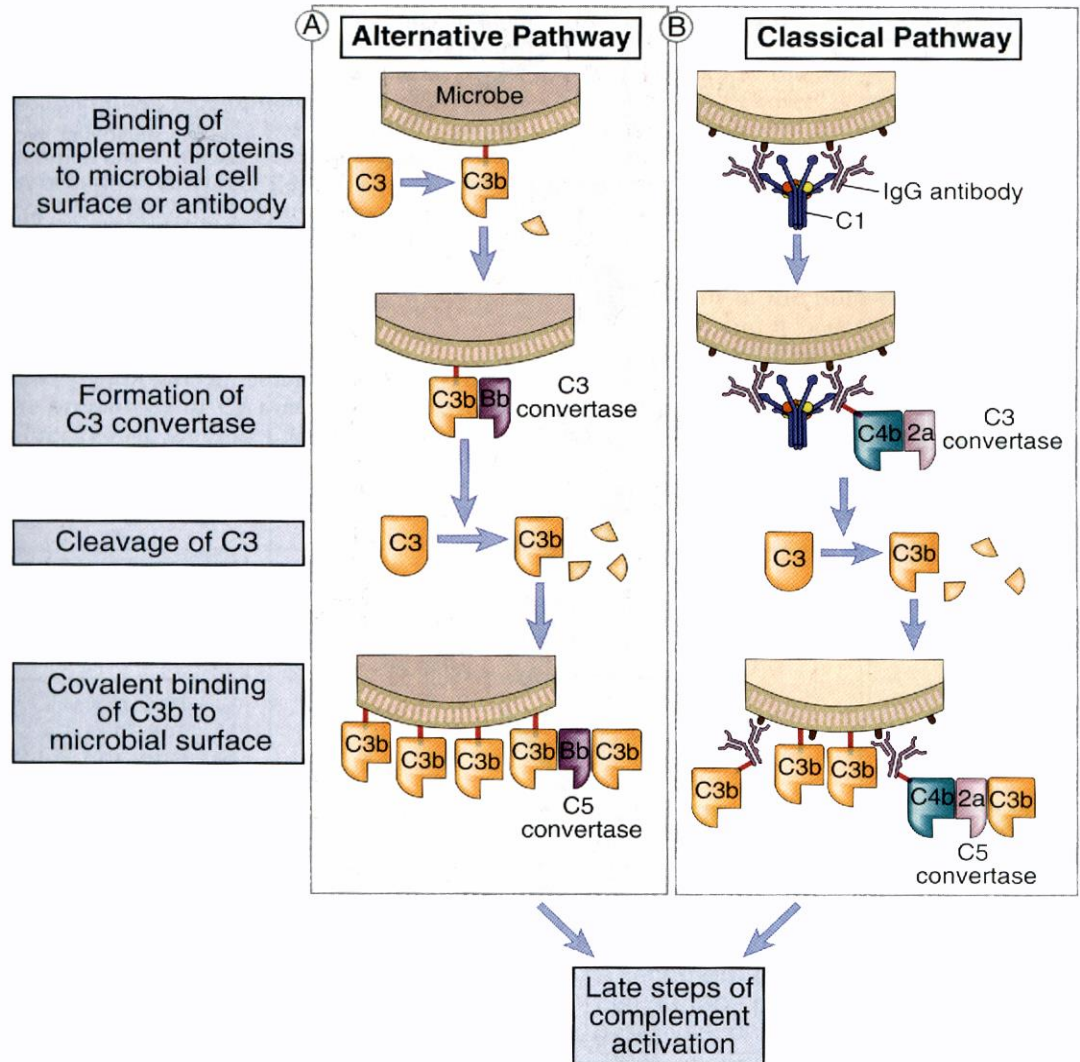 A
Alternative Pathway
B
Classical Pathway
Binding of
complement proteins
to microbial cell
surface or antibody
Microbe
C3
C3b
IgG antibody
C1
Formation of
C3 convertase
C3b
Bb
C3
convertase
C4b
2a
C3
convertase
Cleavage of C3
C3
C3b
C3
C3b
Covalent binding
of C3b to
microbial surface
C3b
C3b
C3b
C3b
Bb
C3b
C5
convertase
C3b
C3b
C3b
C4b
2a
C3b
C5
convertase
Late steps of
complement
activation